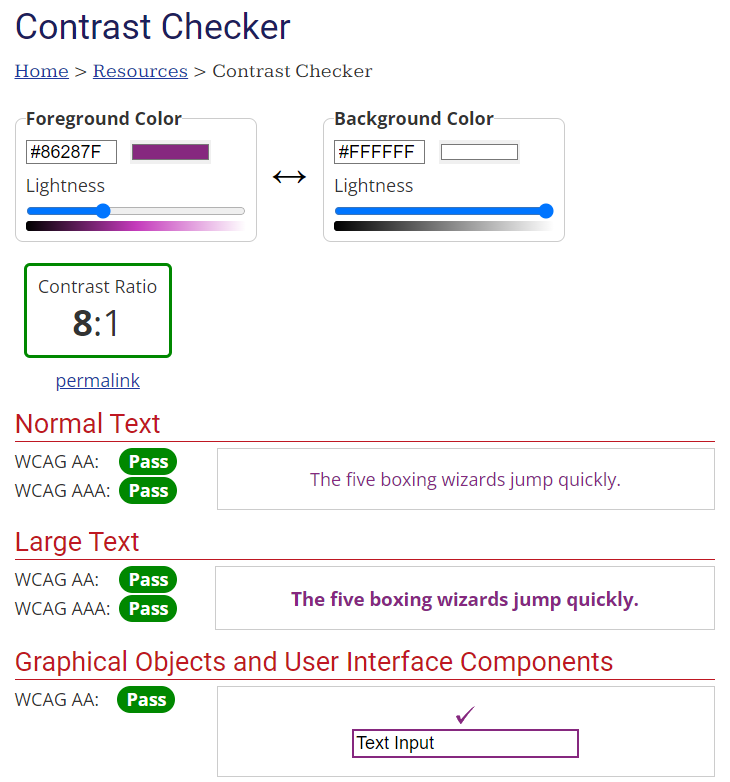 Contrast Checker
Home > Resources > Contrast Checker
Foreground Color
#86287F
Lightness
Background Color
#FFFFFF
Lightness
Contrast Ratio
8:1
permalink
Normal Text
WCAG AA: Pass
WCAG AAA: Pass
The five boxing wizards jump quickly.
Large Text
WCAG AA: Pass
WCAG AAA: Pass
The five boxing wizards jump quickly.
Graphical Objects and User Interface Components
WCAG AA: Pass
Text Input